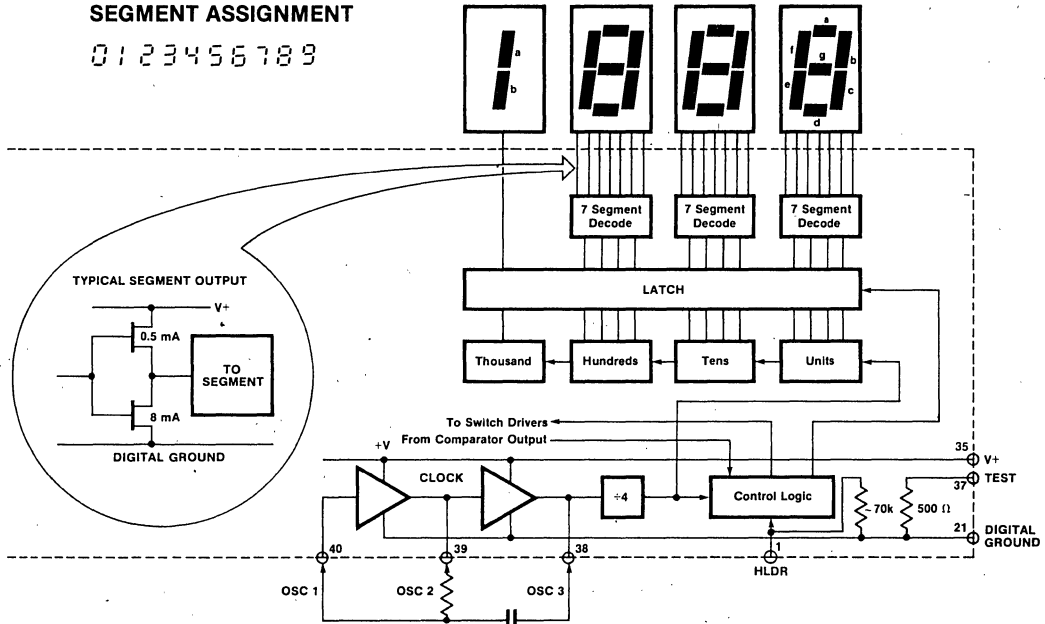 SEGMENT ASSIGNMENT
0123456789
a
b
a
f
g
b
e
c
d
7 Segment
Decode
7 Segment
Decode
7 Segment
Decode
TYPICAL SEGMENT OUTPUT
V+
0.5 mA
TO
SEGMENT
8 mA
DIGITAL GROUND
LATCH
Thousand
Hundreds
Tens
Units
To Switch Drivers
From Comparator Output
+V
CLOCK
÷4
Control Logic
~70k
500 Ω
35
V+
37
TEST
21
DIGITAL
GROUND
40
39
38
1
HLDR
OSC 1
OSC 2
OSC 3